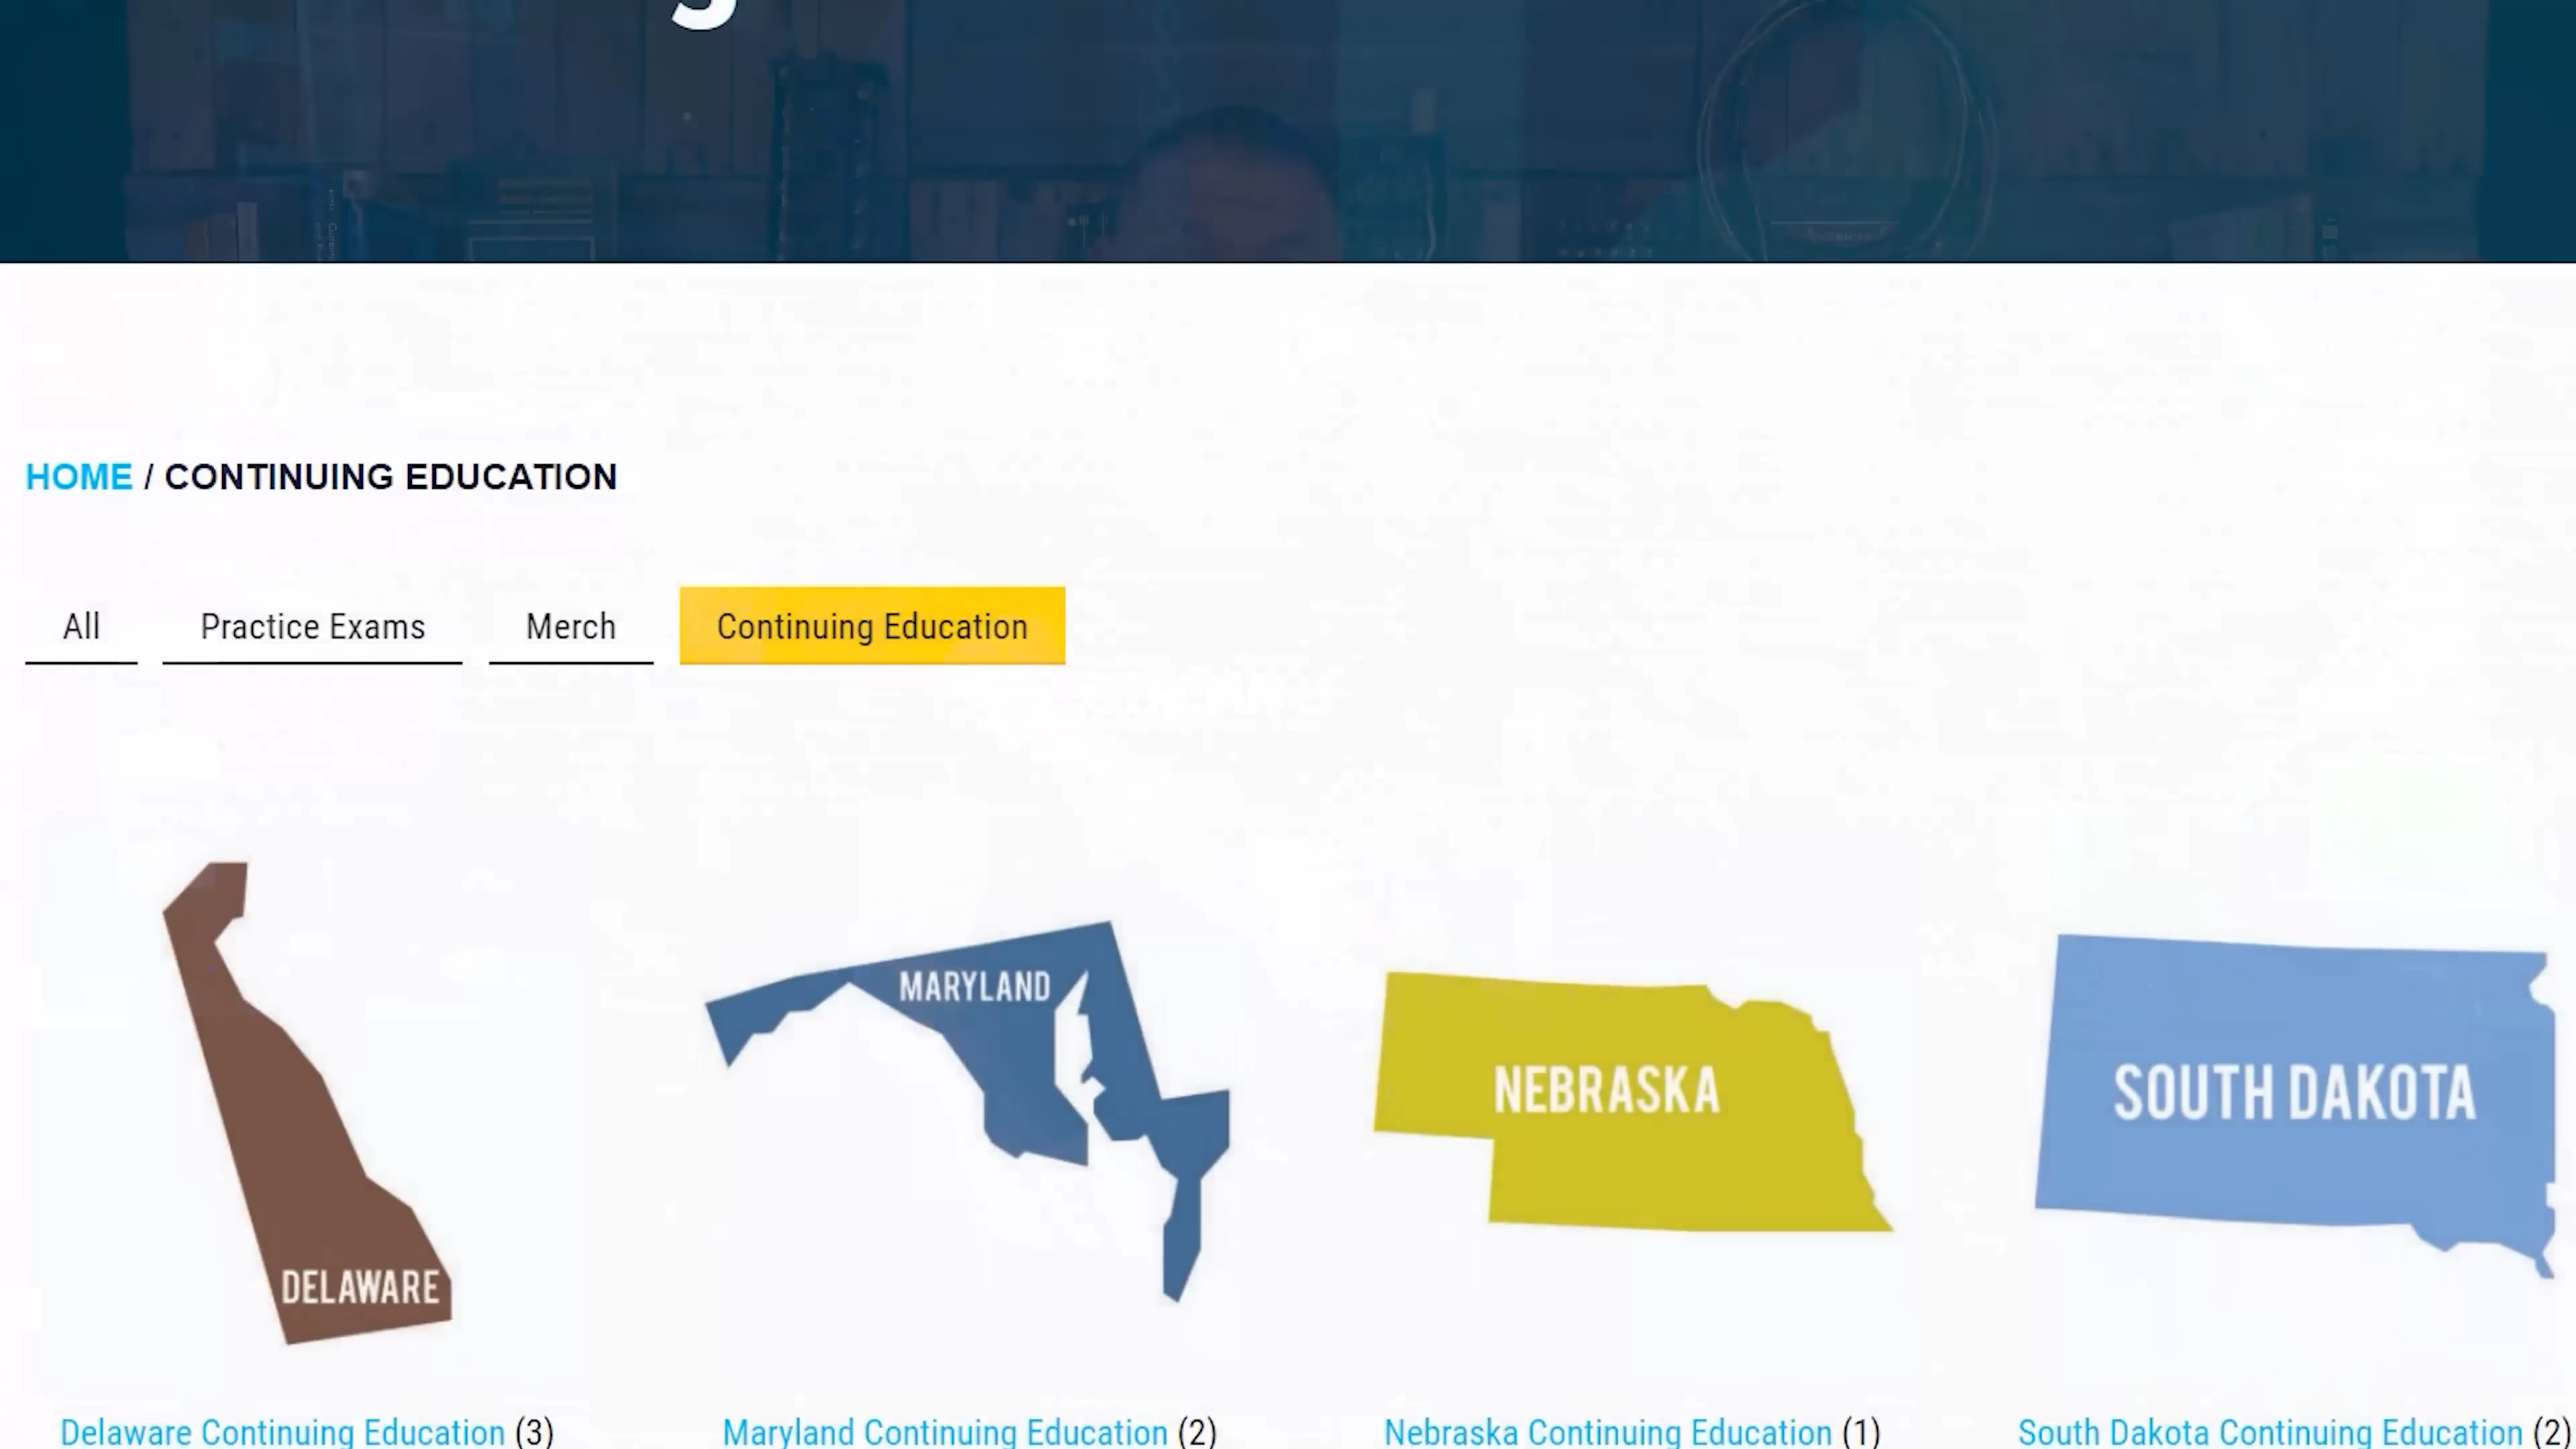 HOME / CONTINUING EDUCATION
All Practice Exams Merch Continuing Education
MARYLAND
NEBRASKA
SOUTH DAKOTA
DELAWARE
Delaware Continuing Education (3) Maryland Continuing Education (2) Nebraska Continuing Education (1) South Dakota Continuing Education (2)